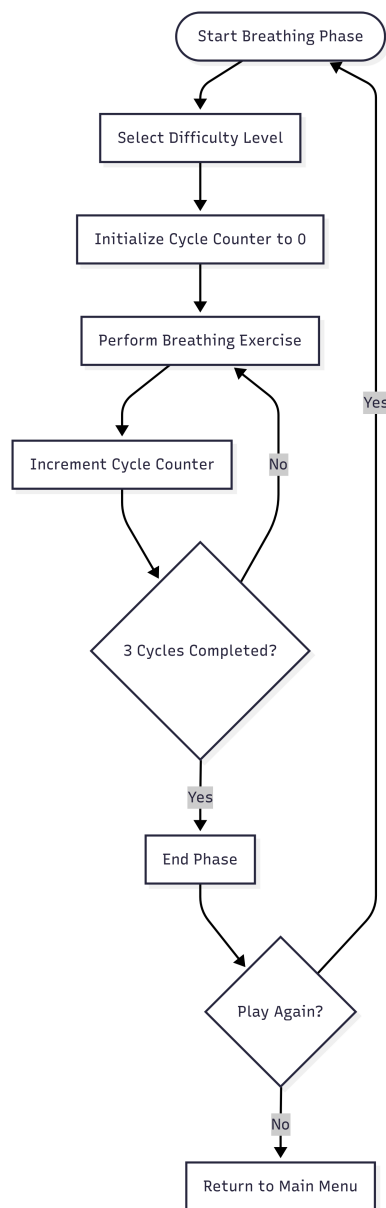 Start Breathing Phase
Select Difficulty Level
Initialize Cycle Counter to 0
Perform Breathing Exercise
Yes
Increment Cycle Counter
No
3 Cycles Completed?
Yes
End Phase
Play Again?
No
Return to Main Menu